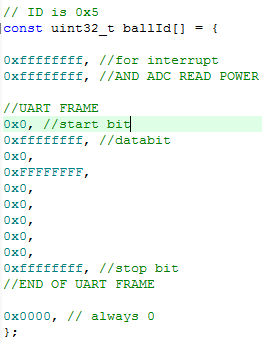 // ID is 0x5
const uint32_t ballId[] = {
0xffffffff, //for interrupt
0xffffffff, //AND ADC READ POWER
//UART FRAME
0x0, //start bit
0xffffffff, //databit
0x0,
0xFFFFFFFF,
0x0,
0x0,
0x0,
0x0,
0x0,
0xffffffff, //stop bit
//END OF UART FRAME
0x0000, // always 0
};